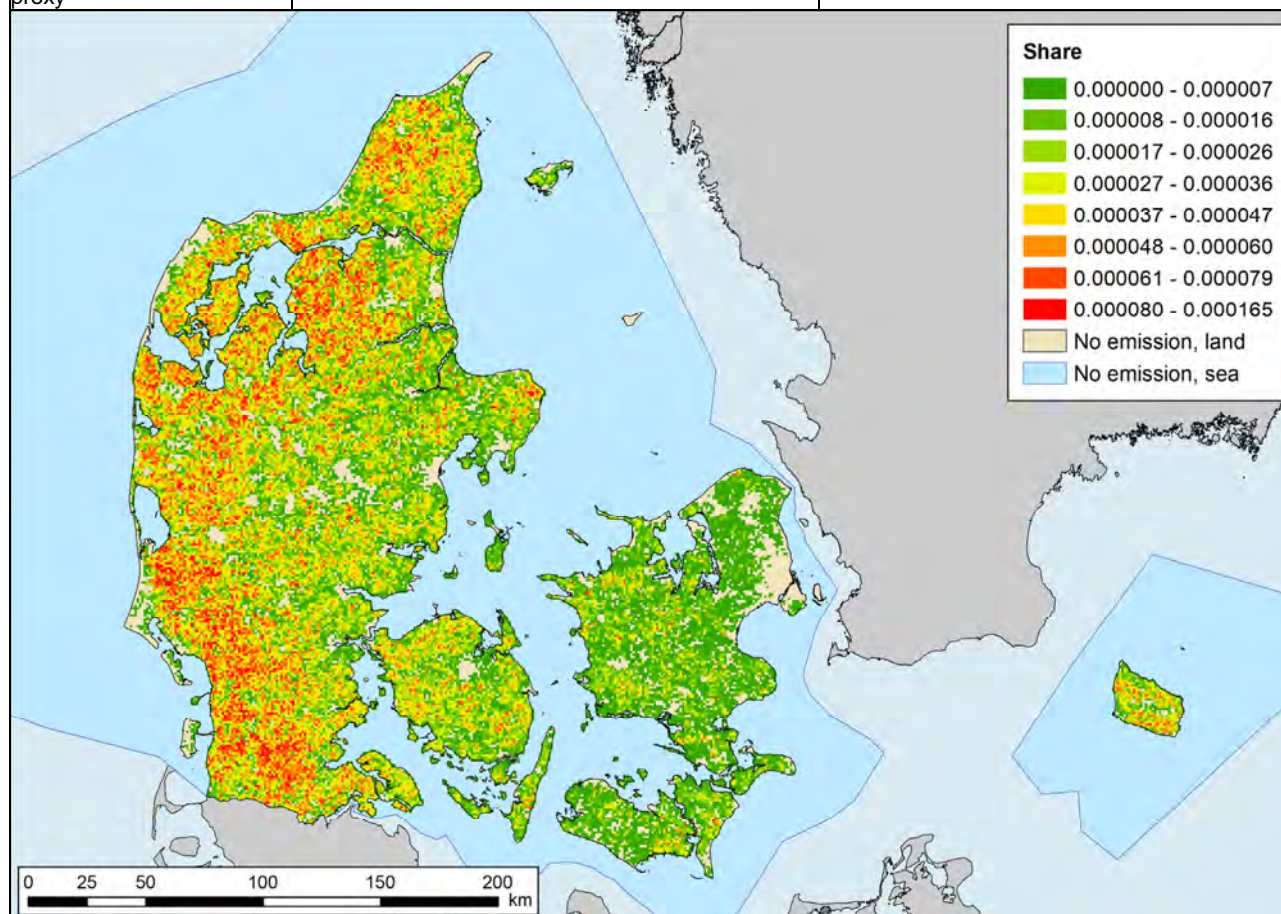 proxy
Share
0.000000 - 0.000007
0.000008 - 0.000016
0.000017 - 0.000026
0.000027 - 0.000036
0.000037 - 0.000047
0.000048 - 0.000060
0.000061 - 0.000079
0.000080 - 0.000165
No emission, land
No emission, sea
0 25 50 100 150 200
km